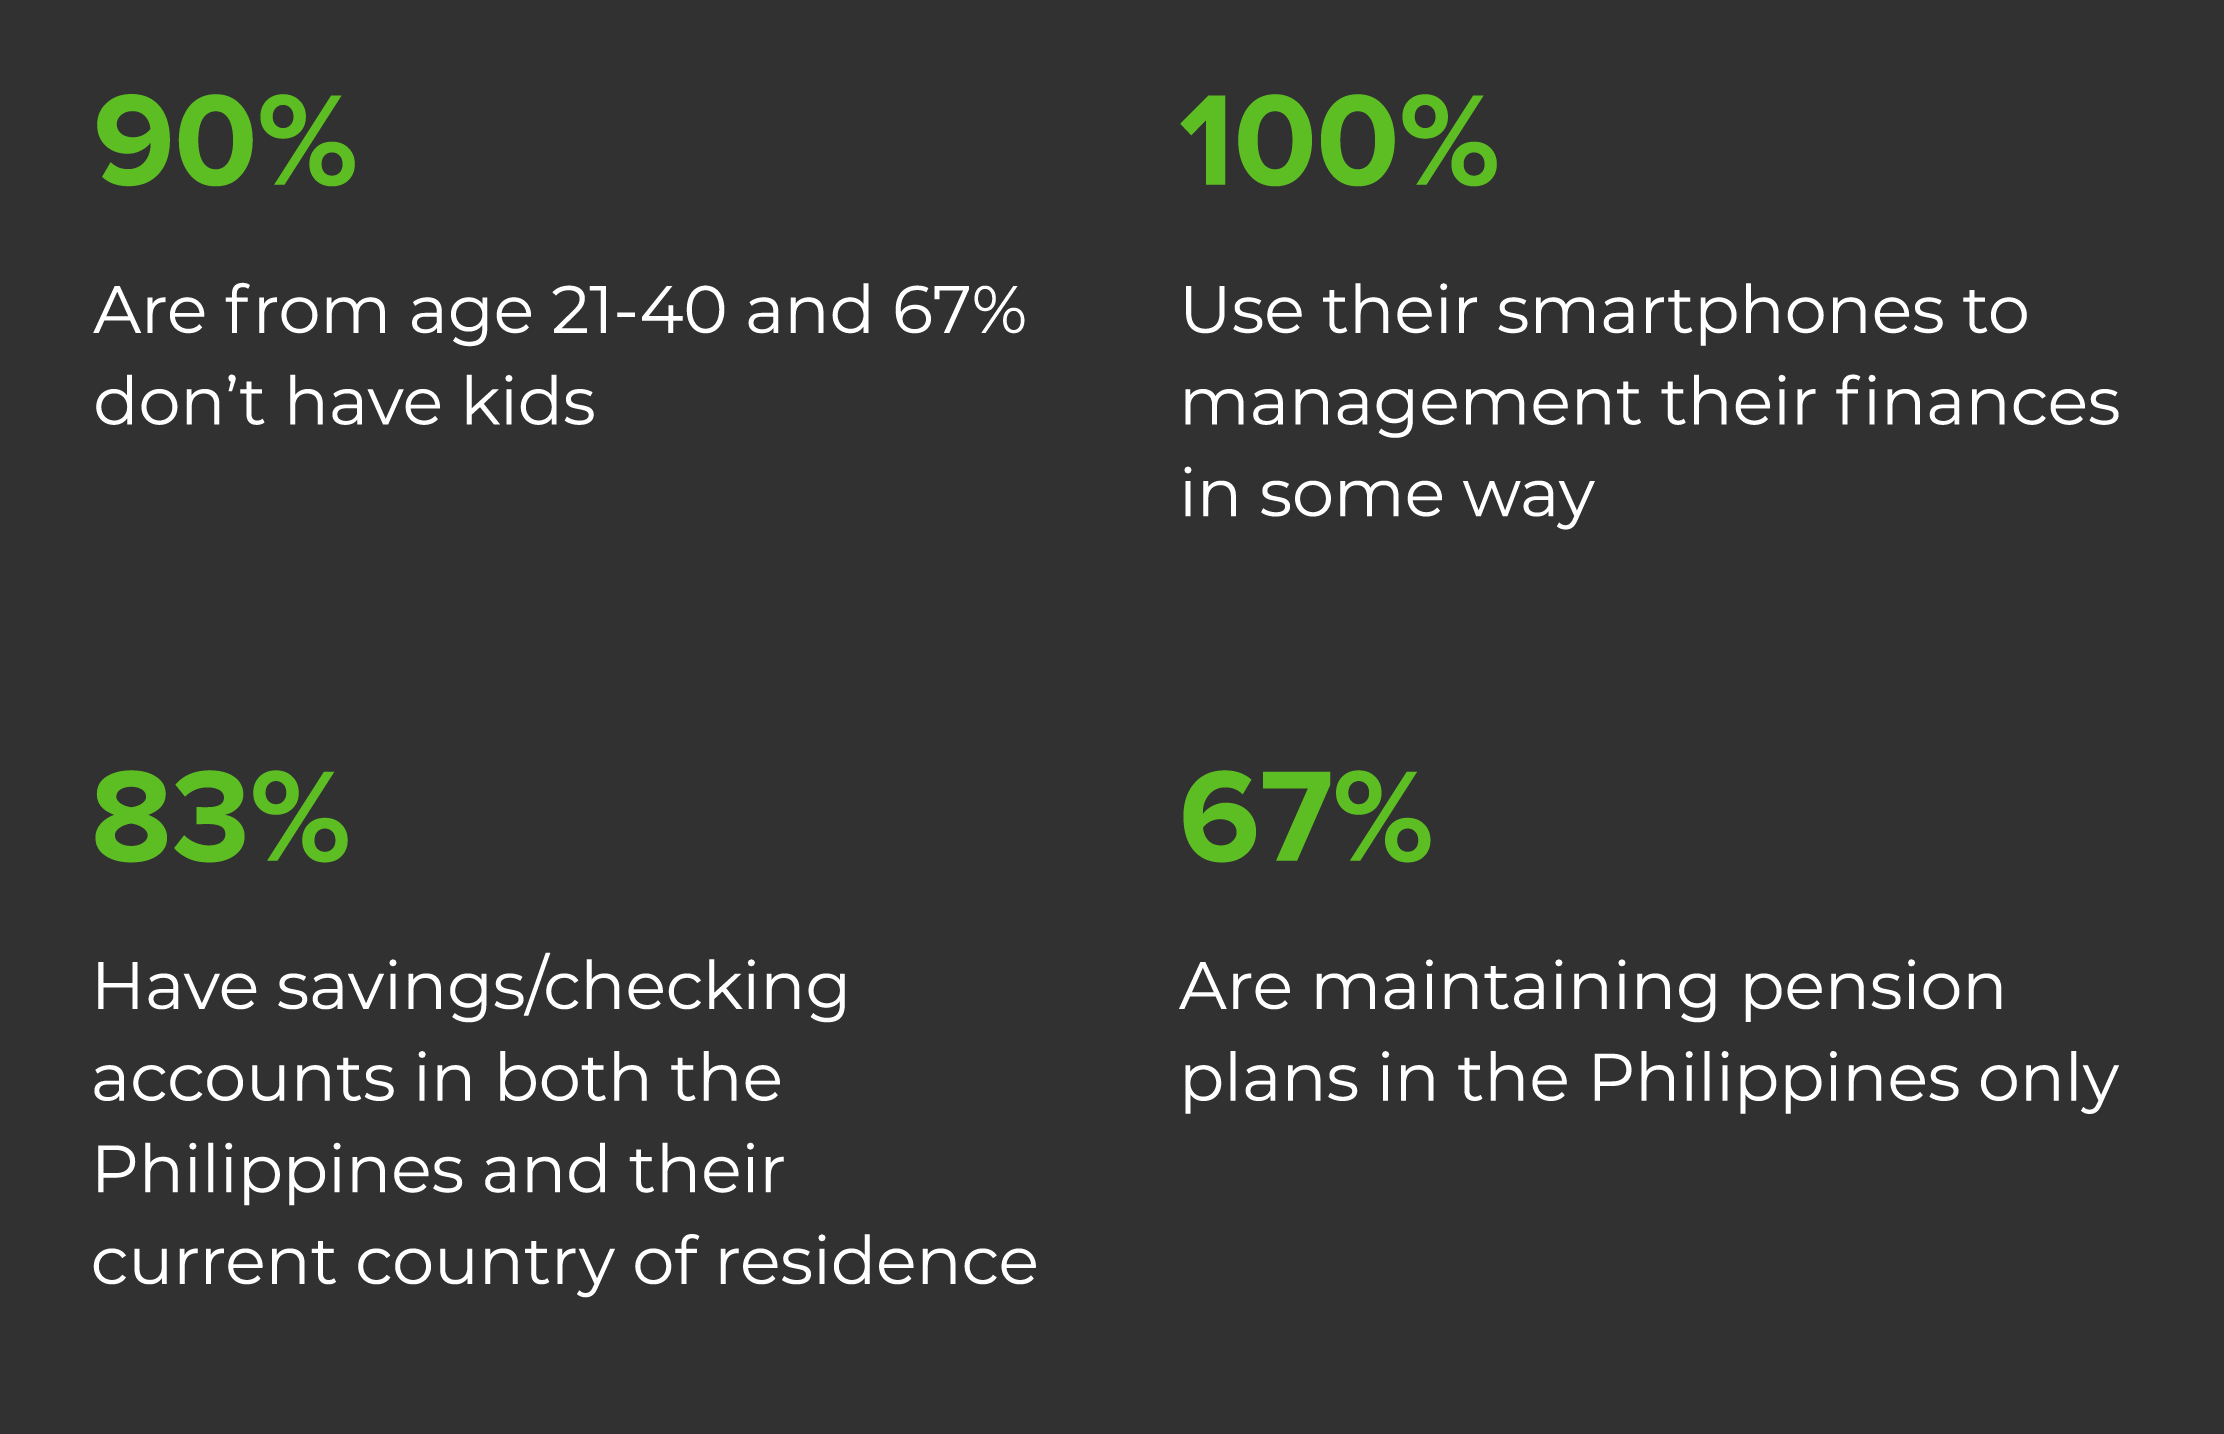 90%
Are from age 21-40 and 67%
don’t have kids
100%
Use their smartphones to
management their finances
in some way
83%
Have savings/checking
accounts in both the
Philippines and their
current country of residence
67%
Are maintaining pension
plans in the Philippines only